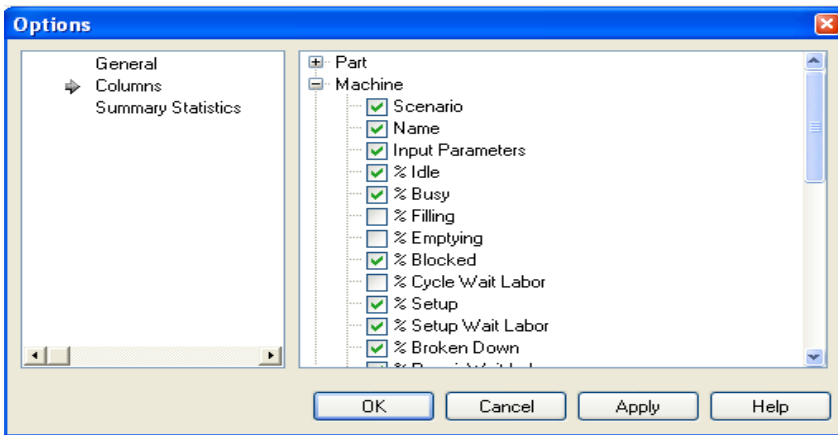 Options
General
Columns
Summary Statistics
Part
Machine
Scenario
Name
Input Parameters
% Idle
% Busy
% Filling
% Emptying
% Blocked
% Cycle Wait Labor
% Setup
% Setup Wait Labor
% Broken Down
OK Cancel Apply Help